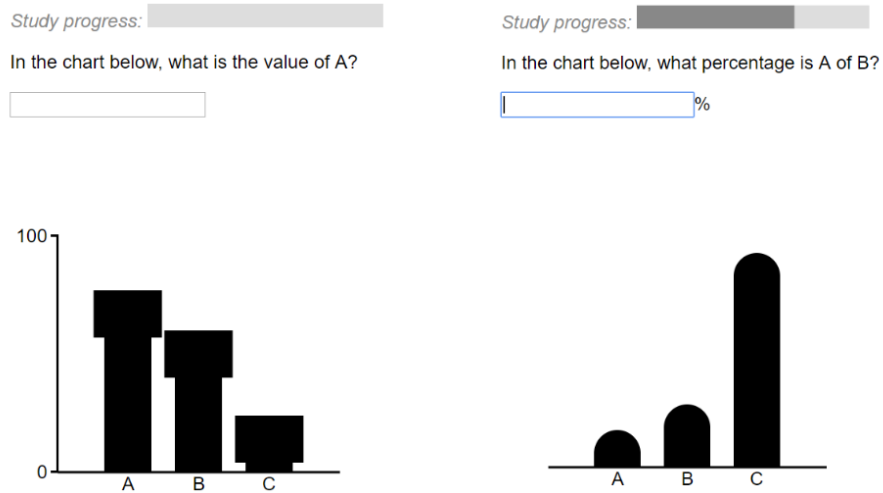 Study progress:
In the chart below, what is the value of A?
100
0
A B C
Study progress:
In the chart below, what percentage is A of B?
%
A B C